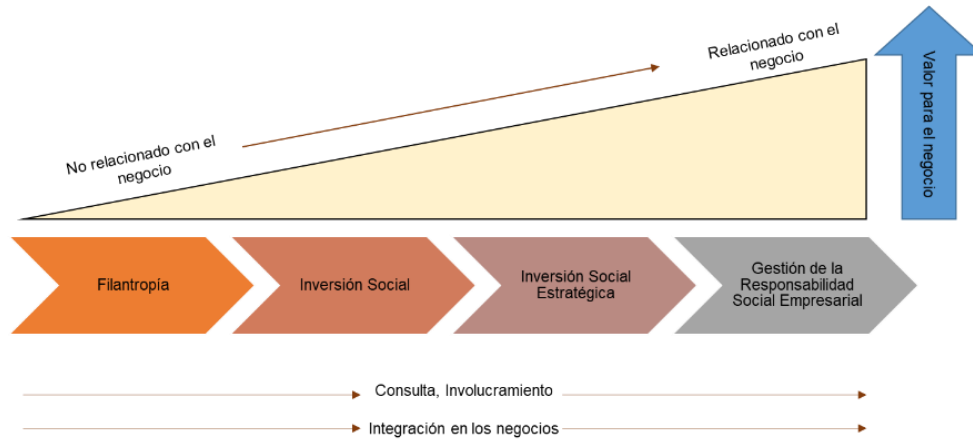 Relacionado con el
negocio
Valor para el negocio
No relacionado con el
negocio
Filantropía
Inversión Social
Inversión Social
Estratégica
Gestión de la
Responsabilidad
Social Empresarial
Consulta, Involucramiento
Integración en los negocios